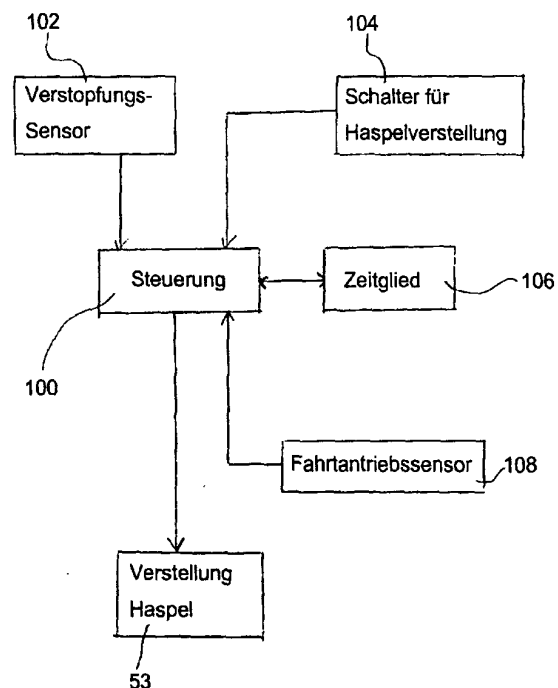 102
Verstopfungs-
Sensor
104
Schalter für
Haspelverstellung
Steuerung
100
Zeitglied
106
Fahrtantriebssensor
108
Verstellung
Haspel
53